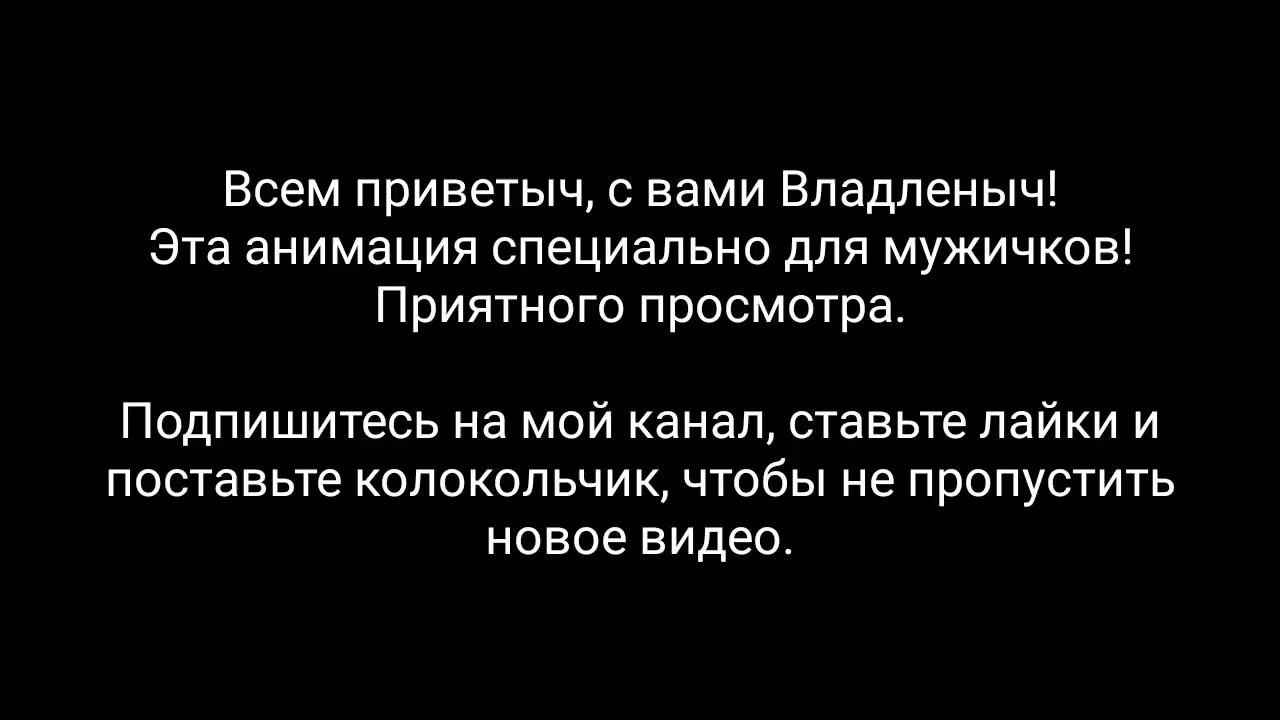 Всем приветыч, с вами Владленыч!
Эта анимация специально для мужичков!
Приятного просмотра.
Подпишитесь на мой канал, ставьте лайки и
поставьте колокольчик, чтобы не пропустить
новое видео.